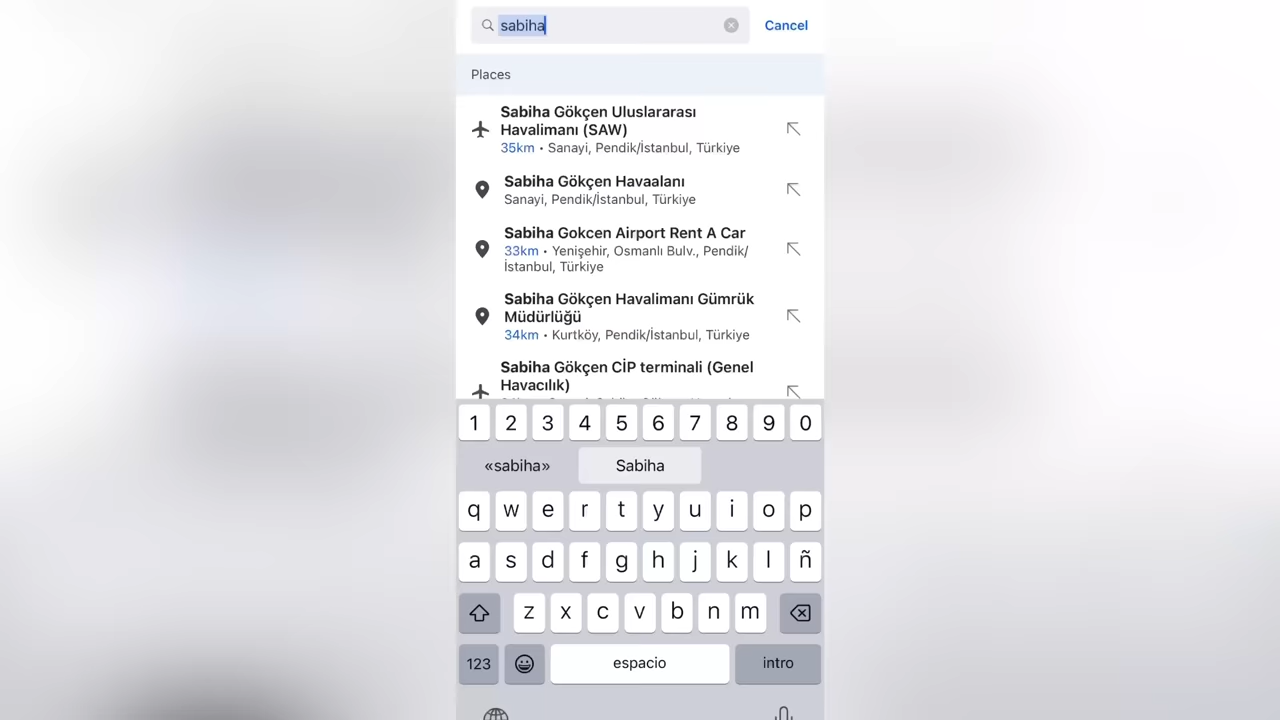 sabiha
Cancel
Places
Sabiha Gökçen Uluslararası
Havalimanı (SAW)
35km • Sanayi, Pendik/İstanbul, Türkiye
Sabiha Gökçen Havaalanı
Sanayi, Pendik/İstanbul, Türkiye
Sabiha Gokcen Airport Rent A Car
33km • Yenişehir, Osmanlı Bulv., Pendik/
İstanbul, Türkiye
Sabiha Gökçen Havalimanı Gümrük
Müdürlüğü
34km • Kurtköy, Pendik/İstanbul, Türkiye
Sabiha Gökçen CİP terminali (Genel
Havacılık)
1 2 3 4 5 6 7 8 9 0
«sabiha» Sabiha
q w e r t y u i o p
a s d f g h j k l ñ
z x c v b n m
123 espacio intro